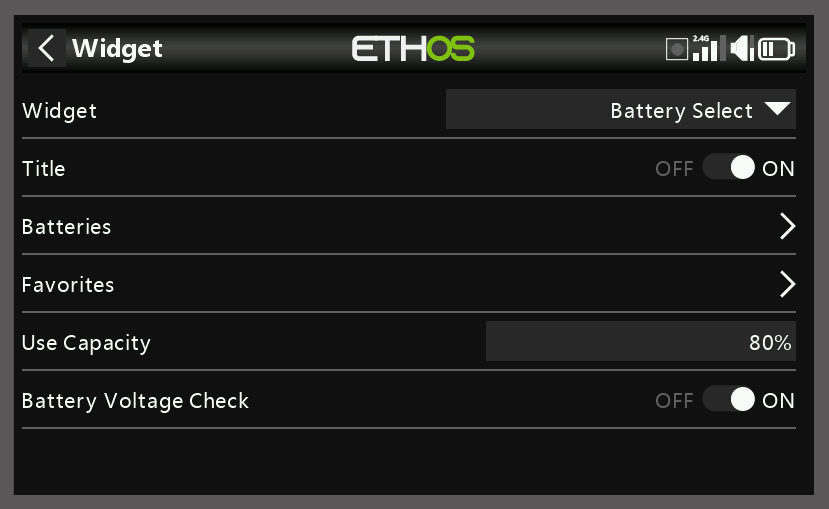 Widget
ETHOS
2.4G
Widget
Battery Select
Title
OFF ON
Batteries
Favorites
Use Capacity
80%
Battery Voltage Check
OFF ON